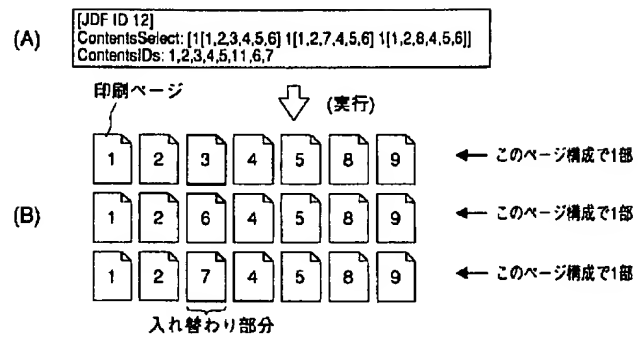 (A)
[JDF ID 12]
ContentsSelect: [1[1,2,3,4,5,6] 1[1,2,7,4,5,6] 1[1,2,8,4,5,6]]
ContentsIDs: 1,2,3,4,5,11,6,7
印刷ページ
(実行)
1 2 3 4 5 8 9 このページ構成で1部
(B)
1 2 6 4 5 8 9 このページ構成で1部
1 2 7 4 5 8 9 このページ構成で1部
入れ替わり部分